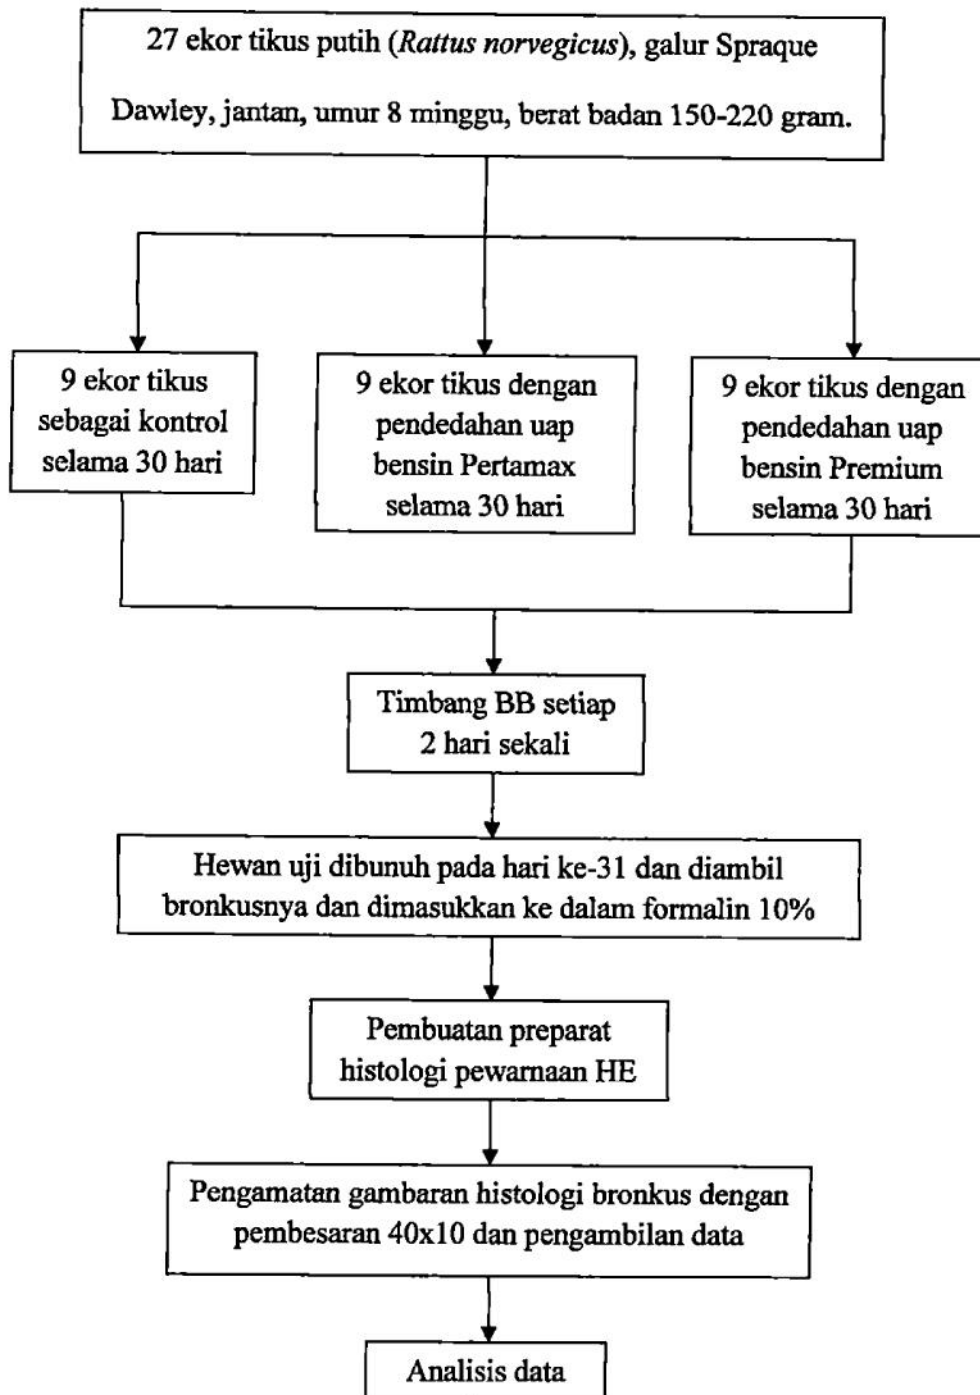 27 ekor tikus putih (Rattus norvegicus), galur Spraque
Dawley, jantan, umur 8 minggu, berat badan 150-220 gram.
9 ekor tikus
sebagai kontrol
selama 30 hari
9 ekor tikus dengan
pendedahan uap
bensin Pertamax
selama 30 hari
9 ekor tikus dengan
pendedahan uap
bensin Premium
selama 30 hari
Timbang BB setiap
2 hari sekali
Hewan uji dibunuh pada hari ke-31 dan diambil
bronkusnya dan dimasukkan ke dalam formalin 10%
Pembuatan preparat
histologi pewarnaan HE
Pengamatan gambaran histologi bronkus dengan
pembesaran 40x10 dan pengambilan data
Analisis data